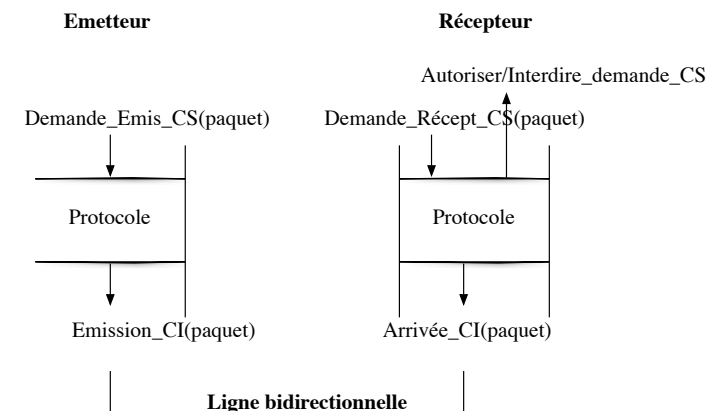 Emetteur
Récepteur
Autoriser/Interdire_demande_CS
Demande_Emis_CS(paquet)
Demande_Récept_CS(paquet)
Protocole
Protocole
Emission_CI(paquet)
Arrivée_CI(paquet)
Ligne bidirectionnelle